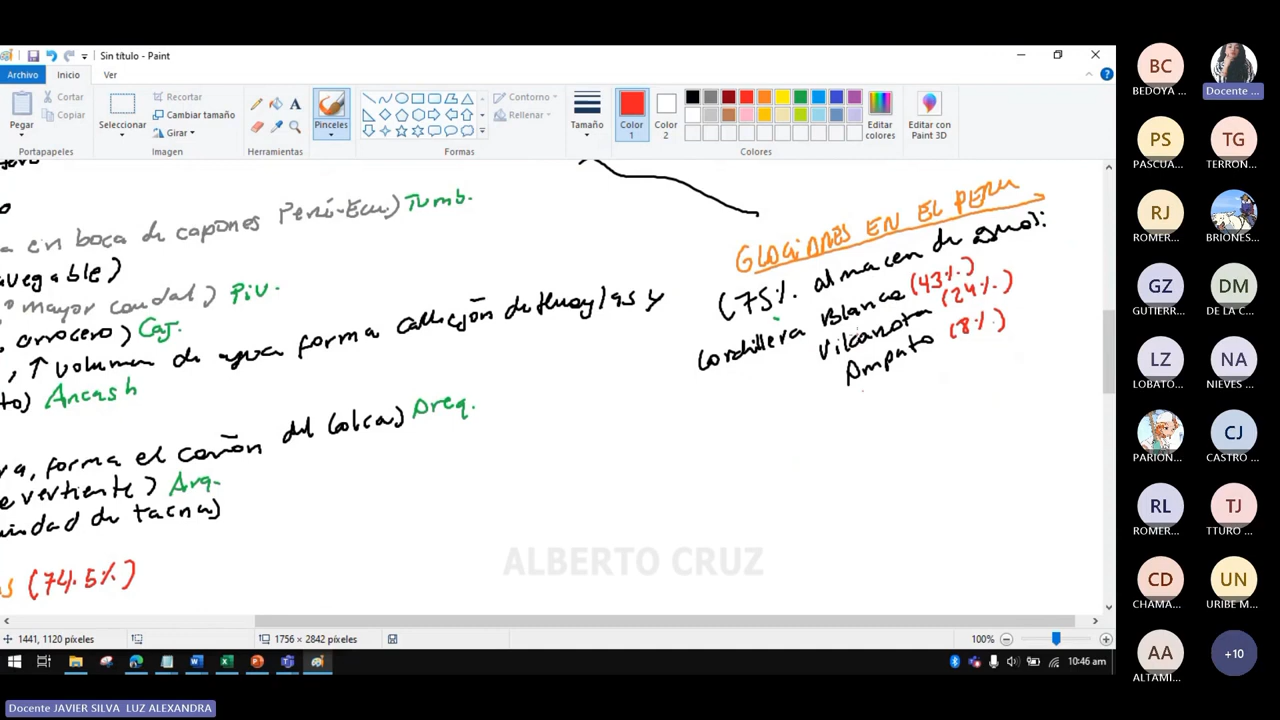 Sin título - Paint
Archivo
Inicio
Ver
Pegar
Cortar
Copiar
Portapapeles
Seleccionar
Recortar
Cambiar tamaño
Girar
Imagen
Herramientas
Pinceles
Formas
Contorno
Rellenar
Tamaño
Color 1
Color 2
Colores
Editar colores
Editar con Paint 3D
a en boca de capones Perú-Ecu.) Tumb.
avegable)
mayor caudal) Piu.
arrocero) Caj.
, ↑ volumen de agua forma callejón de Huaylas y
to) Ancash
ra, forma el cañón del Colca) Areq.
e vertiente) Arq.
de tacna)
(74.5%)
GLACIARES EN EL PERU
(75%. almacen de agua):
Cordillera Blanca (43%.)
Vilcanota (24%.)
Ampato (8%.)
ALBERTO CRUZ
1441, 1120 píxeles
1756 × 2842 píxeles
100%
10:46 am
BC
BEDOYA ...
Docente ...
PS
PASCUA...
TG
TERRON...
RJ
ROMER...
BRIONES...
GZ
GUTIERR...
DM
DE LA C...
LZ
LOBATO...
NA
NIEVES ...
PARION...
CJ
CASTRO ...
RL
ROMER...
TJ
TTURO ...
CD
CHAMA...
UN
URIBE M...
AA
ALTAMI...
+10
Docente JAVIER SILVA LUZ ALEXANDRA